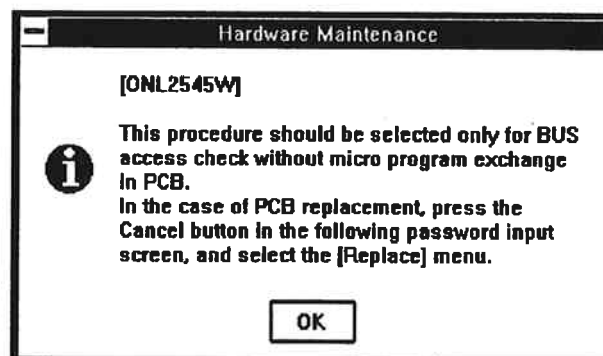 Hardware Maintenance
[ONL2545W]
This procedure should be selected only for BUS
access check without micro program exchange
in PCB.
In the case of PCB replacement, press the
Cancel button in the following password input
screen, and select the [Replace] menu.
OK